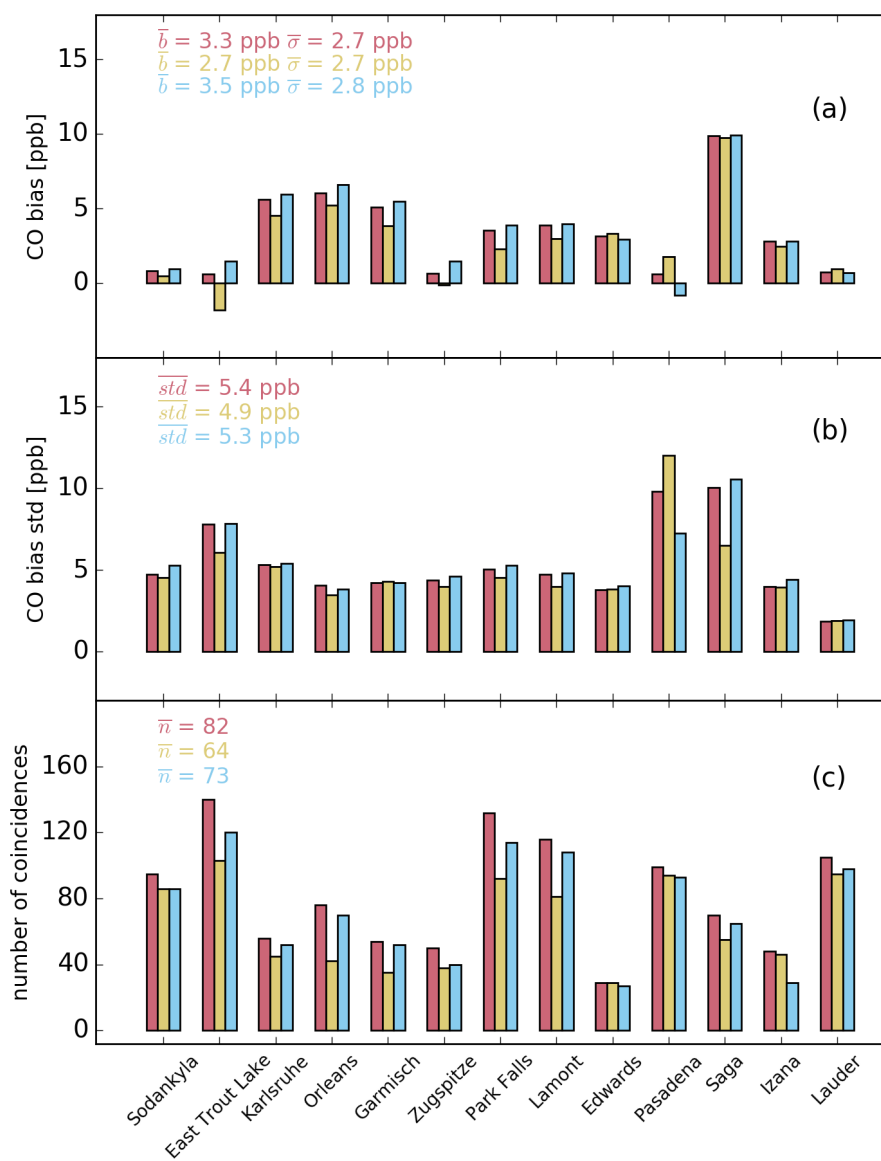 b̅ = 3.3 ppb σ̅ = 2.7 ppb
b̅ = 2.7 ppb σ̅ = 2.7 ppb
b̅ = 3.5 ppb σ̅ = 2.8 ppb
(a)
CO bias [ppb]
15
10
5
0
s̅t̅d̅ = 5.4 ppb
s̅t̅d̅ = 4.9 ppb
s̅t̅d̅ = 5.3 ppb
(b)
CO bias std [ppb]
15
10
5
0
n̅ = 82
n̅ = 64
n̅ = 73
(c)
number of coincidences
160
120
80
40
0
Sodankyla
East Trout Lake
Karlsruhe
Orleans
Garmisch
Zugspitze
Park Falls
Lamont
Edwards
Pasadena
Saga
Izana
Lauder